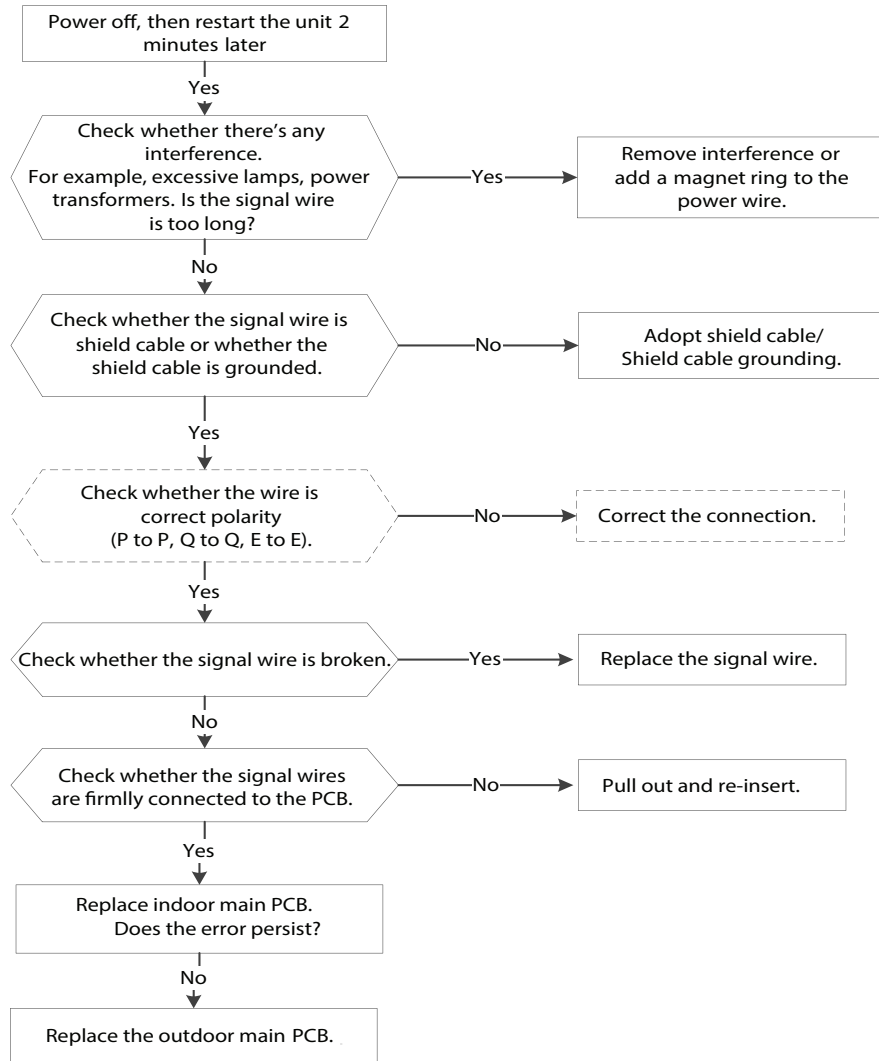 Power off, then restart the unit 2
minutes later
Yes
Check whether there's any
interference.
For example, excessive lamps, power
transformers. Is the signal wire
is too long?
Yes
Remove interference or
add a magnet ring to the
power wire.
No
Check whether the signal wire is
shield cable or whether the
shield cable is grounded.
No
Adopt shield cable/
Shield cable grounding.
Yes
Check whether the wire is
correct polarity
(P to P, Q to Q, E to E).
No
Correct the connection.
Yes
Check whether the signal wire is broken.
Yes
Replace the signal wire.
No
Check whether the signal wires
are firmlly connected to the PCB.
No
Pull out and re-insert.
Yes
Replace indoor main PCB.
Does the error persist?
No
Replace the outdoor main PCB.